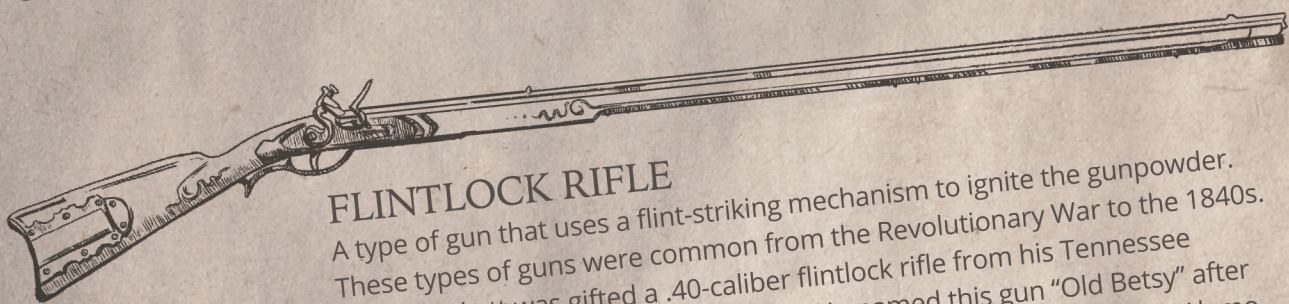 FLINTLOCK RIFLE
A type of gun that uses a flint-striking mechanism to ignite the gunpowder.
These types of guns were common from the Revolutionary War to the 1840s.
was gifted a .40-caliber flintlock rifle from his Tennessee
named this gun “Old Betsy” after